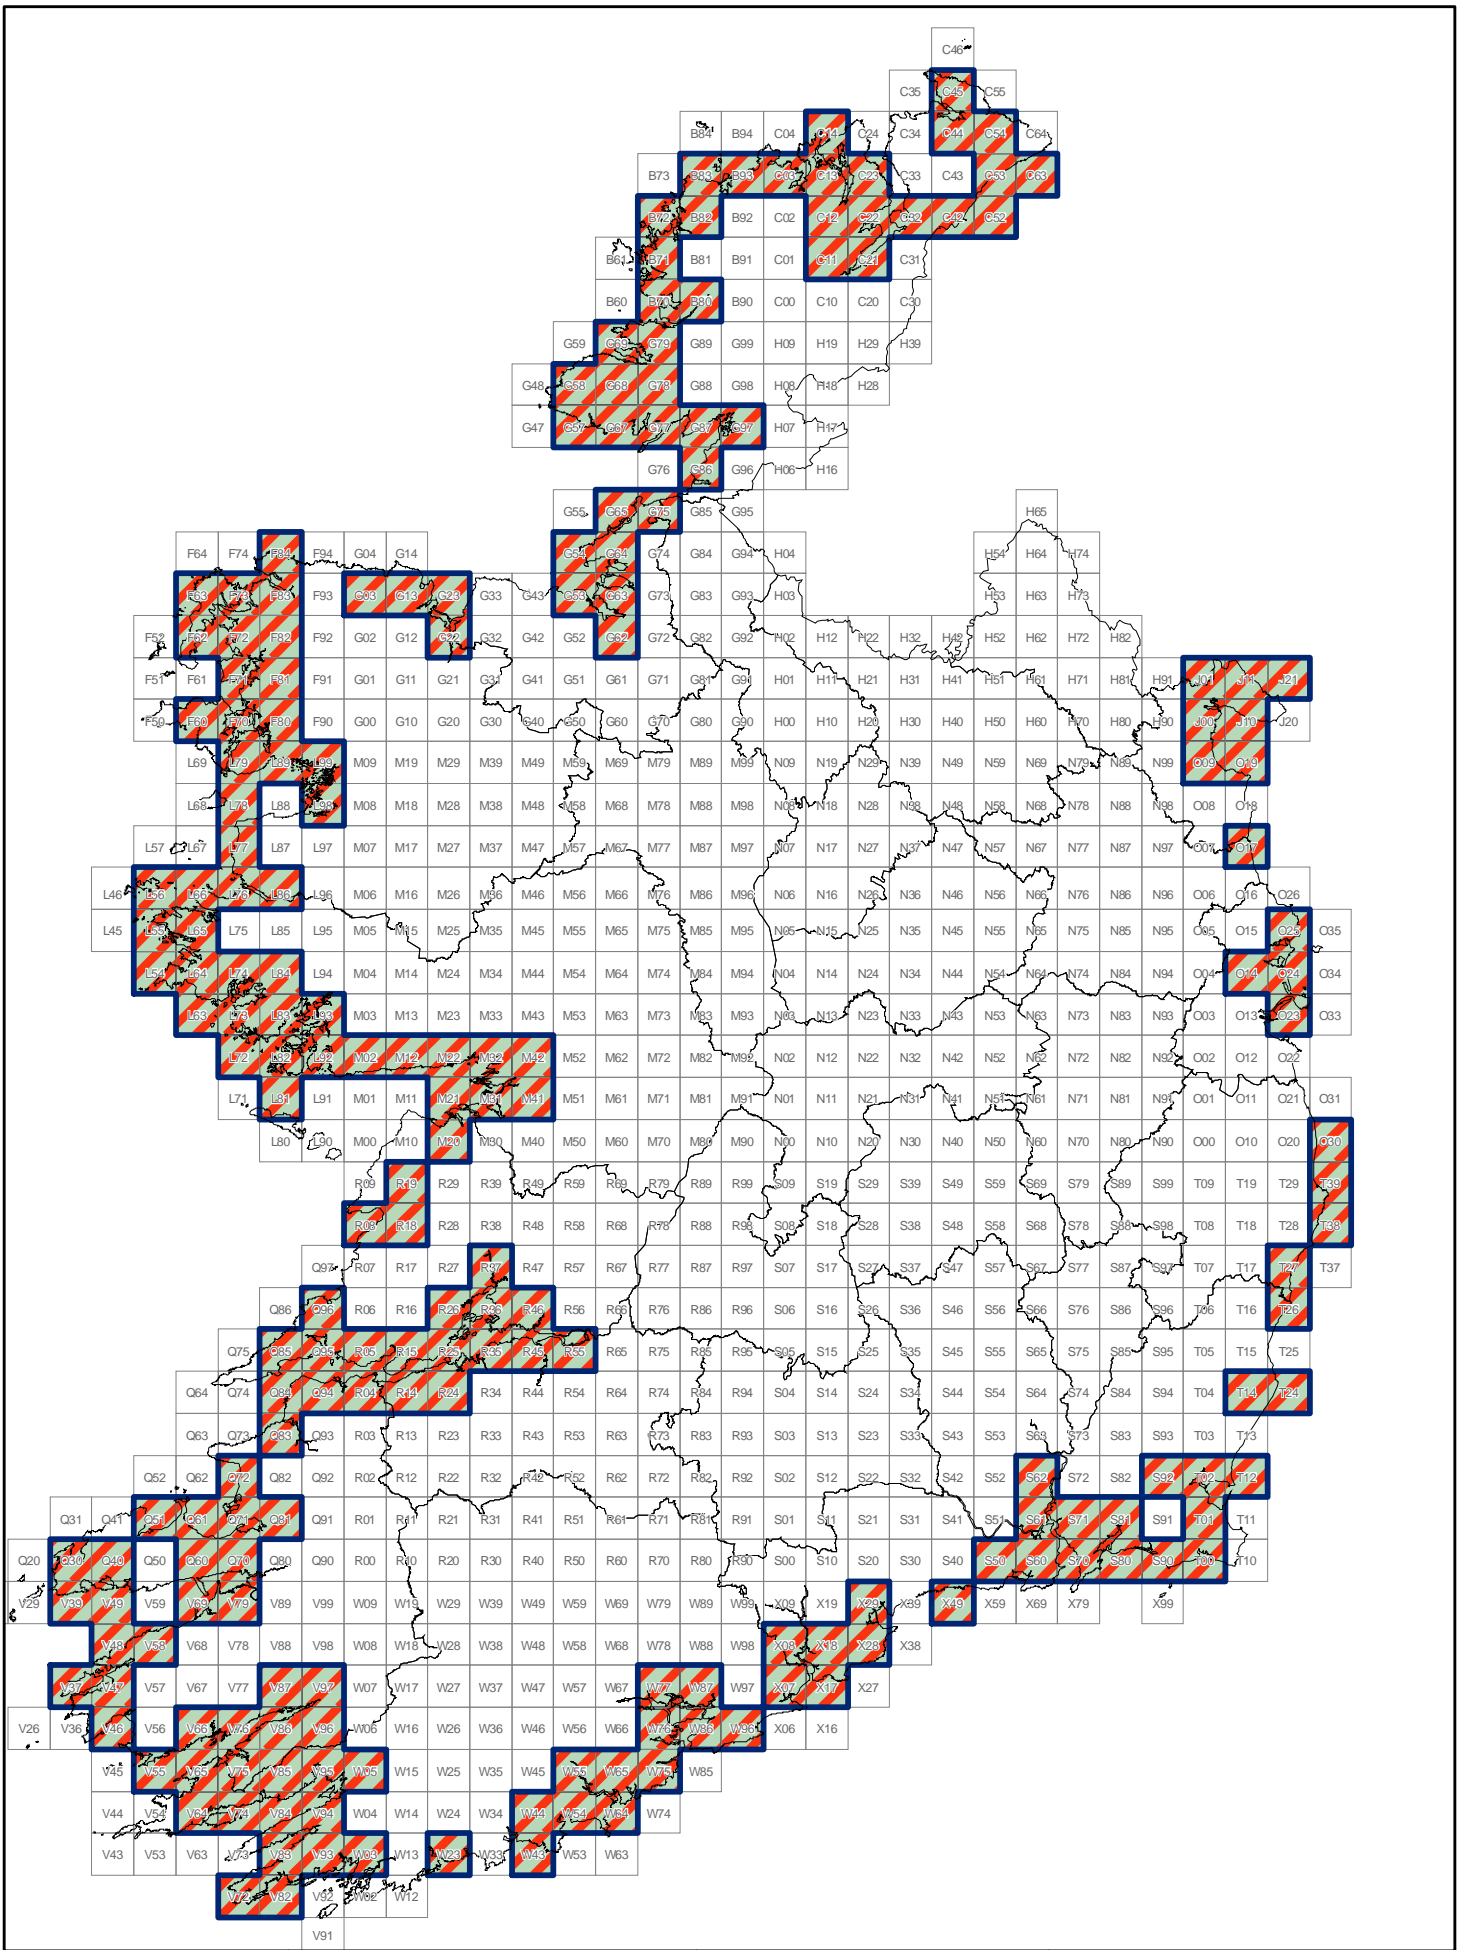 C46
C35 C45 C55
B84 B94 C04 C14 C24 C34 C44 C54 C64
B73 B83 B93 C03 C13 C23 C33 C43 C53 C63
B72 B82 B92 C02 C12 C22 C32 C42 C52
B61 B71 B81 B91 C01 C11 C21 C31
B60 B70 B80 B90 C00 C10 C20 C30
G59 G69 G79 G89 G99 H09 H19 H29 H39
G48 G58 G68 G78 G88 G98 H08 H18 H28
G47 G57 G67 G77 G87 G97 H07 H17
G76 G86 G96 H06 H16
G55 G65 G75 G85 G95 H65
F64 F74 F84 F94 G04 G14 G54 G64 G74 G84 G94 H04 H54 H64 H74
F63 F73 F83 F93 G03 G13 G23 G33 G43 G53 G63 G73 G83 G93 H03 H53 H63 H73
F52 F62 F72 F82 F92 G02 G12 G22 G32 G42 G52 G62 G72 G82 G92 H02 H12 H22 H32 H42 H52 H62 H72 H82
F51 F61 F71 F81 F91 G01 G11 G21 G31 G41 G51 G61 G71 G81 G91 H01 H11 H21 H31 H41 H51 H61 H71 H81 H91 J01 J11 J21
F50 F60 F70 F80 F90 G00 G10 G20 G30 G40 G50 G60 G70 G80 G90 H00 H10 H20 H30 H40 H50 H60 H70 H80 H90 J00 J10 J20
L69 L79 L89 L99 M09 M19 M29 M39 M49 M59 M69 M79 M89 M99 N09 N19 N29 N39 N49 N59 N69 N79 N89 N99 O09 O19
L68 L78 L88 L98 M08 M18 M28 M38 M48 M58 M68 M78 M88 M98 N08 N18 N28 N38 N48 N58 N68 N78 N88 N98 O08 O18
L57 L67 L77 L87 L97 M07 M17 M27 M37 M47 M57 M67 M77 M87 M97 N07 N17 N27 N37 N47 N57 N67 N77 N87 N97 O07 O17
L46 L56 L66 L76 L86 L96 M06 M16 M26 M36 M46 M56 M66 M76 M86 M96 N06 N16 N26 N36 N46 N56 N66 N76 N86 N96 O06 O16 O26
L45 L55 L65 L75 L85 L95 M05 M15 M25 M35 M45 M55 M65 M75 M85 M95 N05 N15 N25 N35 N45 N55 N65 N75 N85 N95 O05 O15 O25 O35
L54 L64 L74 L84 L94 M04 M14 M24 M34 M44 M54 M64 M74 M84 M94 N04 N14 N24 N34 N44 N54 N64 N74 N84 N94 O04 O14 O24 O34
L63 L73 L83 L93 M03 M13 M23 M33 M43 M53 M63 M73 M83 M93 N03 N13 N23 N33 N43 N53 N63 N73 N83 N93 O03 O13 O23 O33
L72 L82 L92 M02 M12 M22 M32 M42 M52 M62 M72 M82 M92 N02 N12 N22 N32 N42 N52 N62 N72 N82 N92 O02 O12 O22
L71 L81 L91 M01 M11 M21 M31 M41 M51 M61 M71 M81 M91 N01 N11 N21 N31 N41 N51 N61 N71 N81 N91 O01 O11 O21 O31
L80 L90 M00 M10 M20 M30 M40 M50 M60 M70 M80 M90 N00 N10 N20 N30 N40 N50 N60 N70 N80 N90 O00 O10 O20 O30
R09 R19 R29 R39 R49 R59 R69 R79 R89 R99 S09 S19 S29 S39 S49 S59 S69 S79 S89 S99 T09 T19 T29 T39
R08 R18 R28 R38 R48 R58 R68 R78 R88 R98 S08 S18 S28 S38 S48 S58 S68 S78 S88 S98 T08 T18 T28 T38
Q97 R07 R17 R27 R37 R47 R57 R67 R77 R87 R97 S07 S17 S27 S37 S47 S57 S67 S77 S87 S97 T07 T17 T27 T37
Q86 Q96 R06 R16 R26 R36 R46 R56 R66 R76 R86 R96 S06 S16 S26 S36 S46 S56 S66 S76 S86 S96 T06 T16 T26
Q75 Q85 Q95 R05 R15 R25 R35 R45 R55 R65 R75 R85 R95 S05 S15 S25 S35 S45 S55 S65 S75 S85 S95 T05 T15 T25
Q64 Q74 Q84 Q94 R04 R14 R24 R34 R44 R54 R64 R74 R84 R94 S04 S14 S24 S34 S44 S54 S64 S74 S84 S94 T04 T14 T24
Q63 Q73 Q83 Q93 R03 R13 R23 R33 R43 R53 R63 R73 R83 R93 S03 S13 S23 S33 S43 S53 S63 S73 S83 S93 T03 T13
Q52 Q62 Q72 Q82 Q92 R02 R12 R22 R32 R42 R52 R62 R72 R82 R92 S02 S12 S22 S32 S42 S52 S62 S72 S82 S92 T02 T12
Q31 Q41 Q51 Q61 Q71 Q81 Q91 R01 R11 R21 R31 R41 R51 R61 R71 R81 R91 S01 S11 S21 S31 S41 S51 S61 S71 S81 S91 T01 T11
Q20 Q30 Q40 Q50 Q60 Q70 Q80 Q90 R00 R10 R20 R30 R40 R50 R60 R70 R80 R90 S00 S10 S20 S30 S40 S50 S60 S70 S80 S90 T00 T10
V29 V39 V49 V59 V69 V79 V89 V99 W09 W19 W29 W39 W49 W59 W69 W79 W89 W99 X09 X19 X29 X39 X49 X59 X69 X79 X99
V48 V58 V68 V78 V88 V98 W08 W18 W28 W38 W48 W58 W68 W78 W88 W98 X08 X18 X28 X38
V37 V47 V57 V67 V77 V87 V97 W07 W17 W27 W37 W47 W57 W67 W77 W87 W97 X07 X17 X27
V26 V36 V46 V56 V66 V76 V86 V96 W06 W16 W26 W36 W46 W56 W66 W76 W86 W96 X06 X16
V45 V55 V65 V75 V85 V95 W05 W15 W25 W35 W45 W55 W65 W75 W85
V44 V54 V64 V74 V84 V94 W04 W14 W24 W34 W44 W54 W64 W74
V43 V53 V63 V73 V83 V93 W03 W13 W23 W33 W43 W53 W63
V72 V82 V92 W02 W12
V91